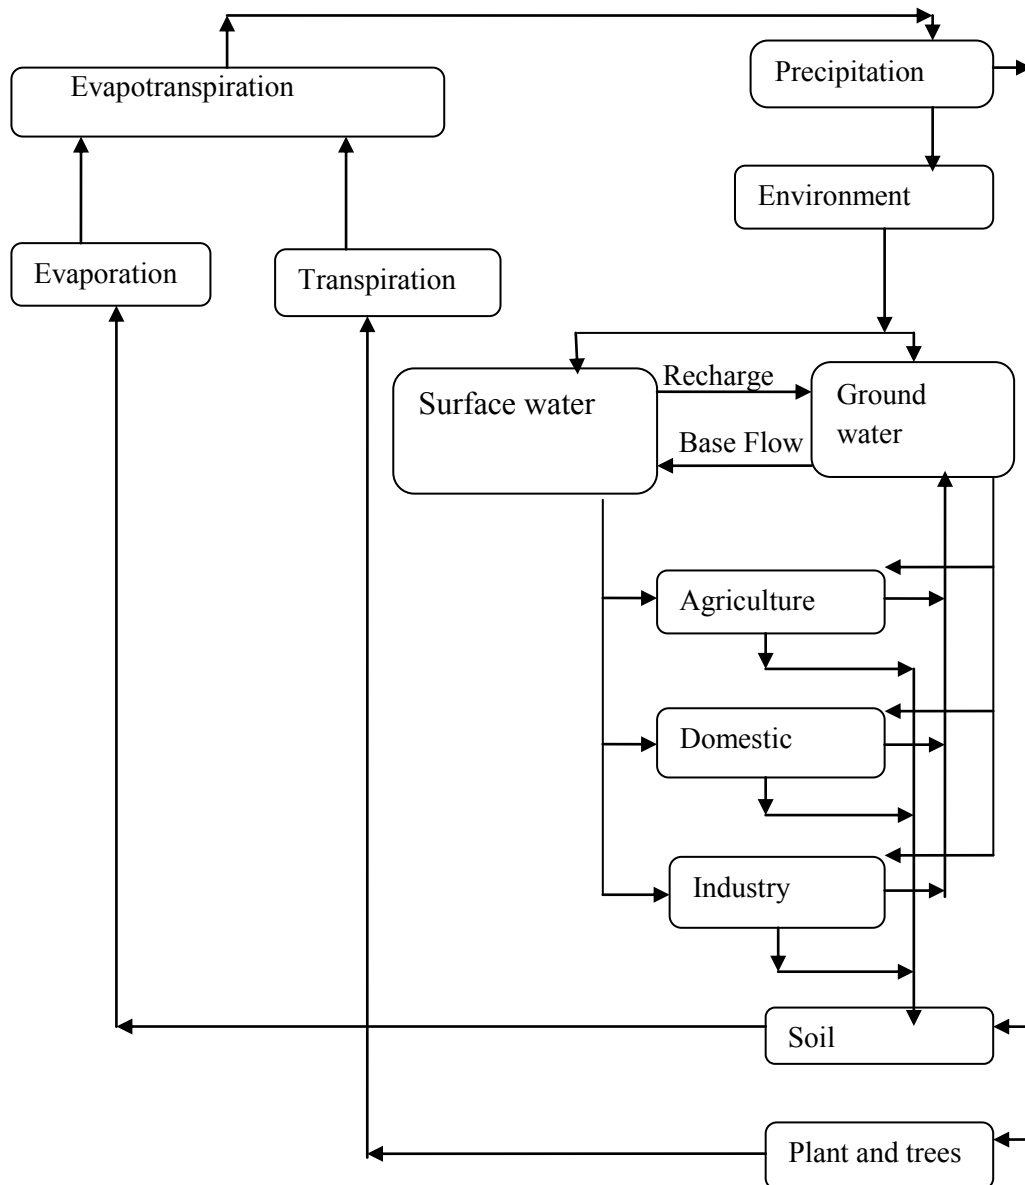 Evapotranspiration
Precipitation
Environment
Evaporation
Transpiration
Recharge
Surface water
Ground
water
Base Flow
Agriculture
Domestic
Industry
Soil
Plant and trees